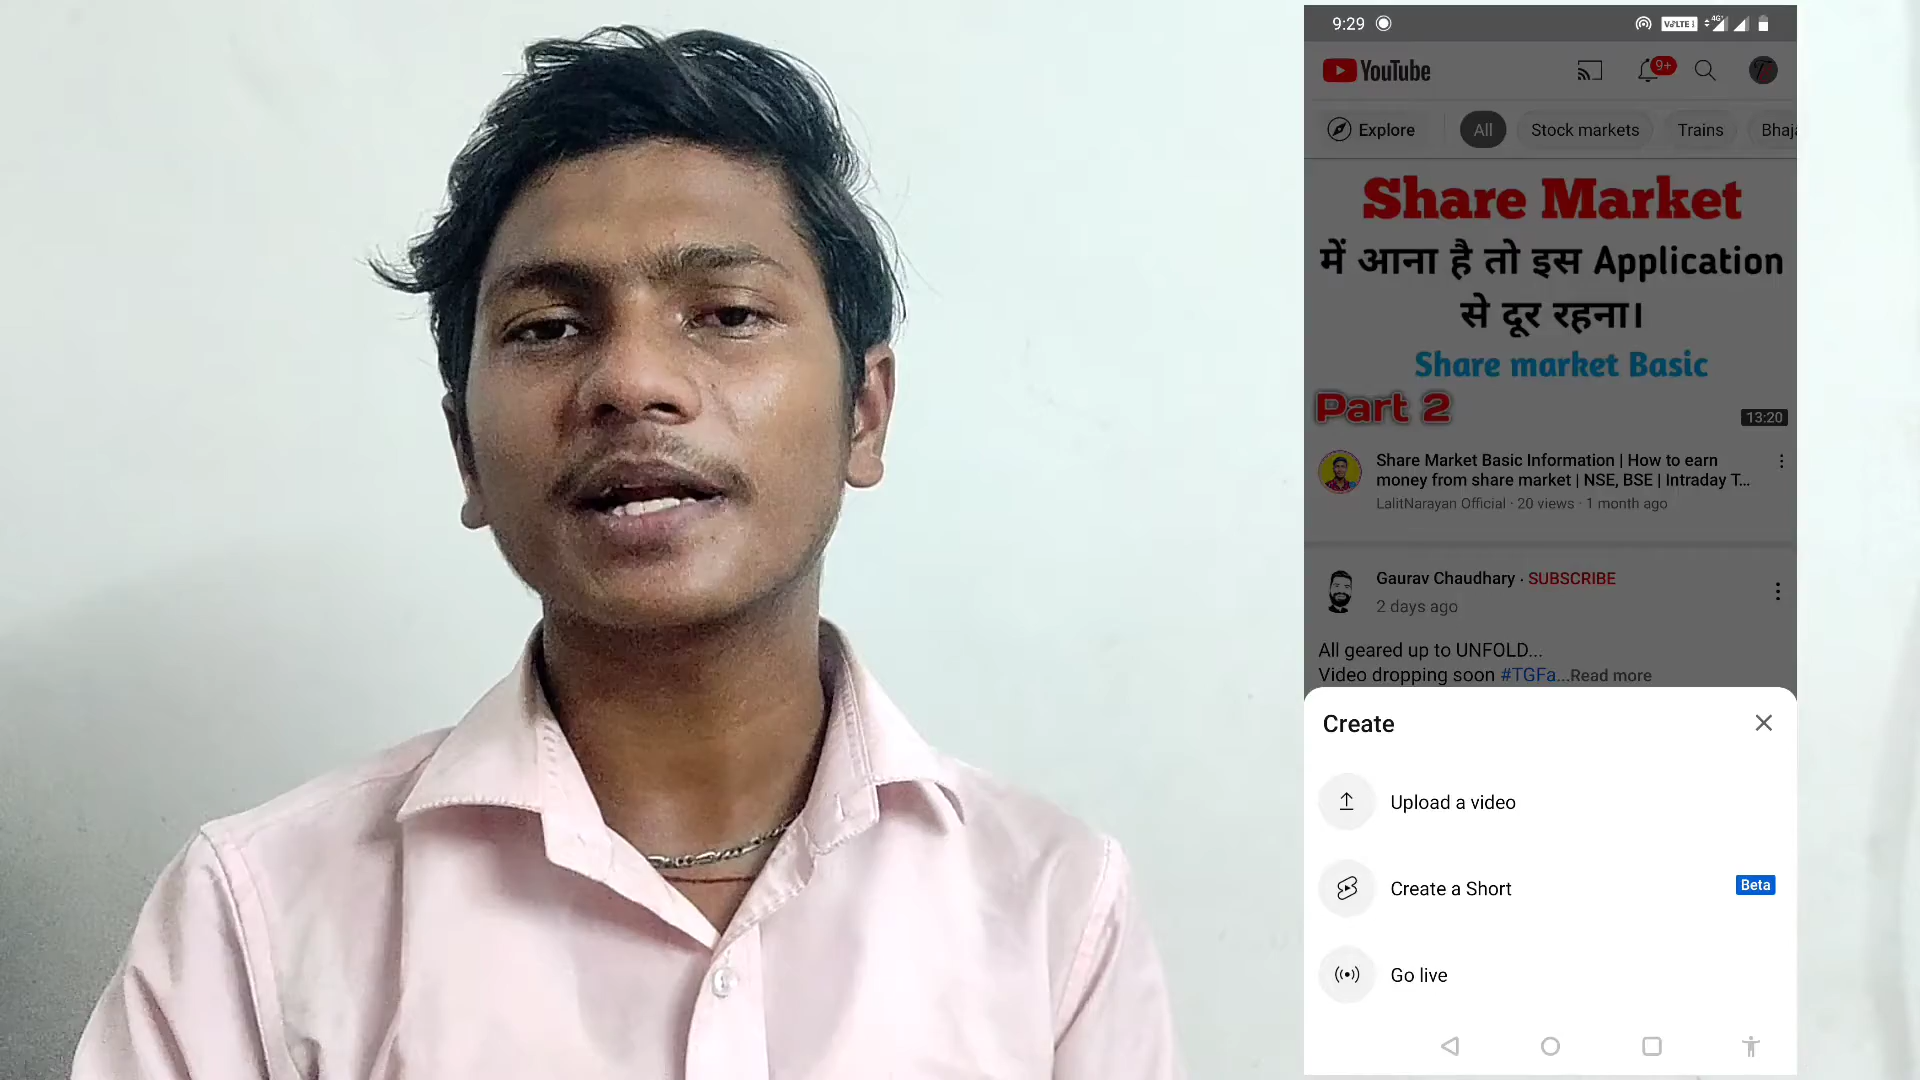 9:29
VoLTE
4G
YouTube
9+
Explore
All
Stock markets
Trains
Bhaj
Share Market
में आना है तो इस Application
से दूर रहना।
Share market Basic
Part 2
13:20
Share Market Basic Information | How to earn
money from share market | NSE, BSE | Intraday T...
LalitNarayan Official · 20 views · 1 month ago
Gaurav Chaudhary · SUBSCRIBE
2 days ago
All geared up to UNFOLD...
Video dropping soon #TGFa...Read more
Create
Upload a video
Create a Short
Beta
Go live